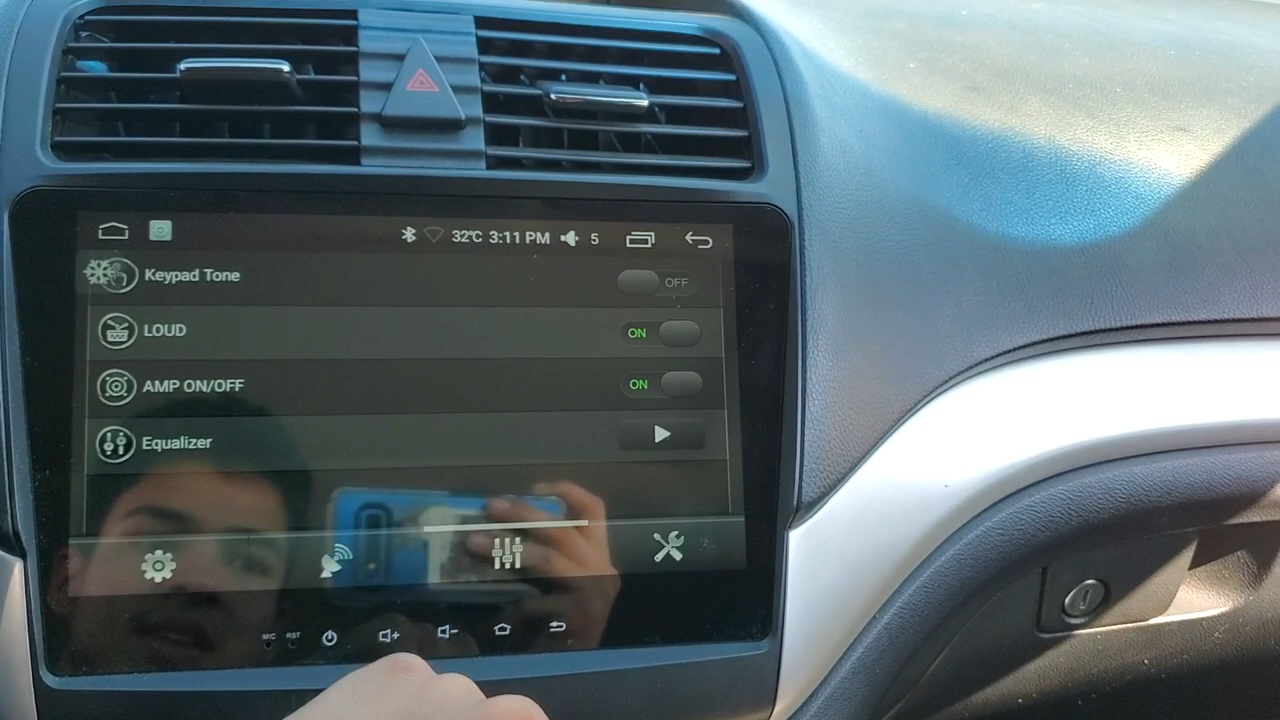 32℃ 3:11 PM 5
Keypad Tone OFF
LOUD ON
AMP ON/OFF ON
Equalizer
MIC RST